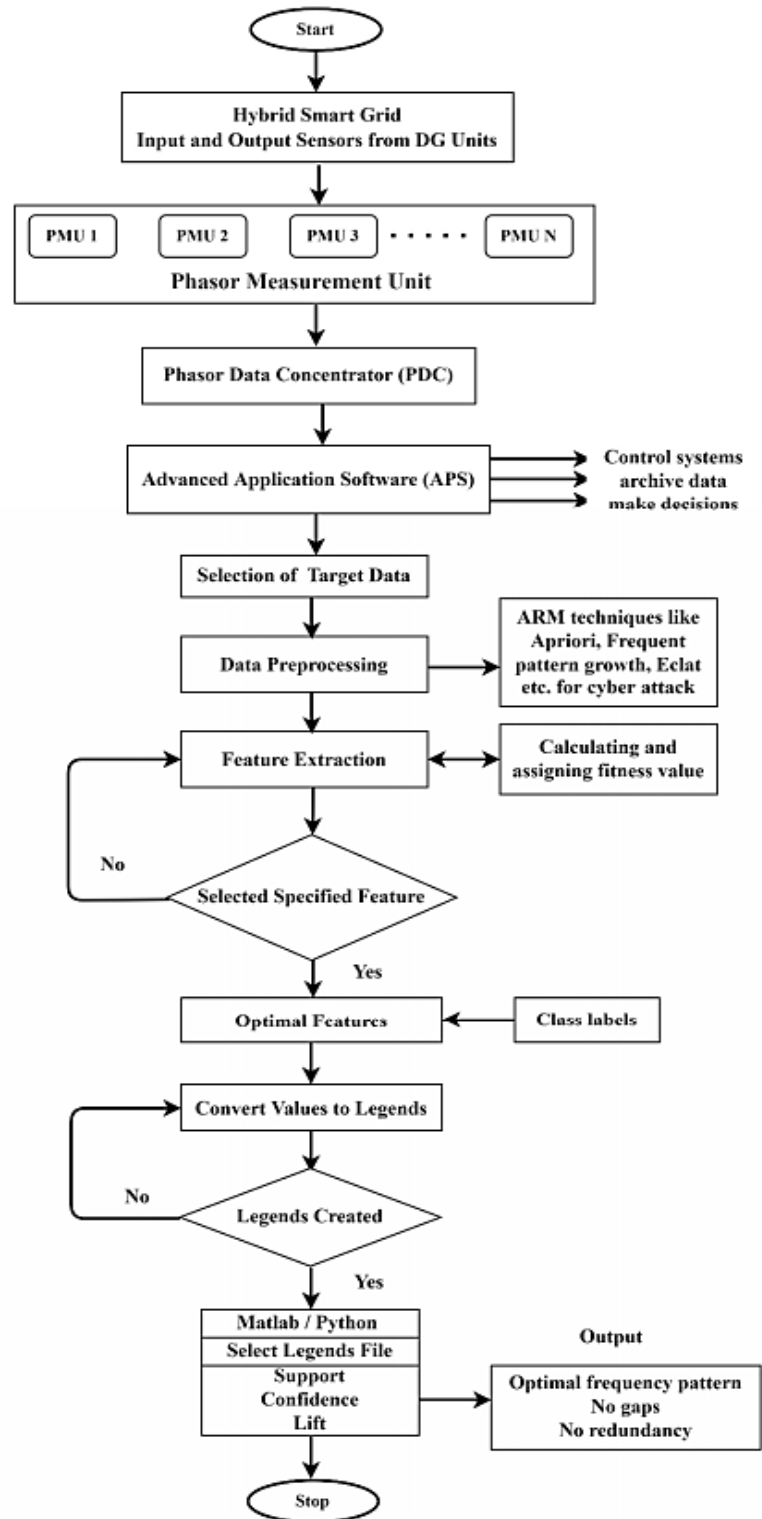 Start
Hybrid Smart Grid
Input and Output Sensors from DG Units
PMU 1
PMU 2
PMU 3
PMU N
Phasor Measurement Unit
Phasor Data Concentrator (PDC)
Advanced Application Software (APS)
Control systems
archive data
make decisions
Selection of Target Data
Data Preprocessing
ARM techniques like
Apriori, Frequent
pattern growth, Eclat
etc. for cyber attack
Feature Extraction
Calculating and
assigning fitness value
No
Selected Specified Feature
Yes
Optimal Features
Class labels
Convert Values to Legends
No
Legends Created
Yes
Matlab / Python
Select Legends File
Support
Confidence
Lift
Output
Optimal frequency pattern
No gaps
No redundancy
Stop